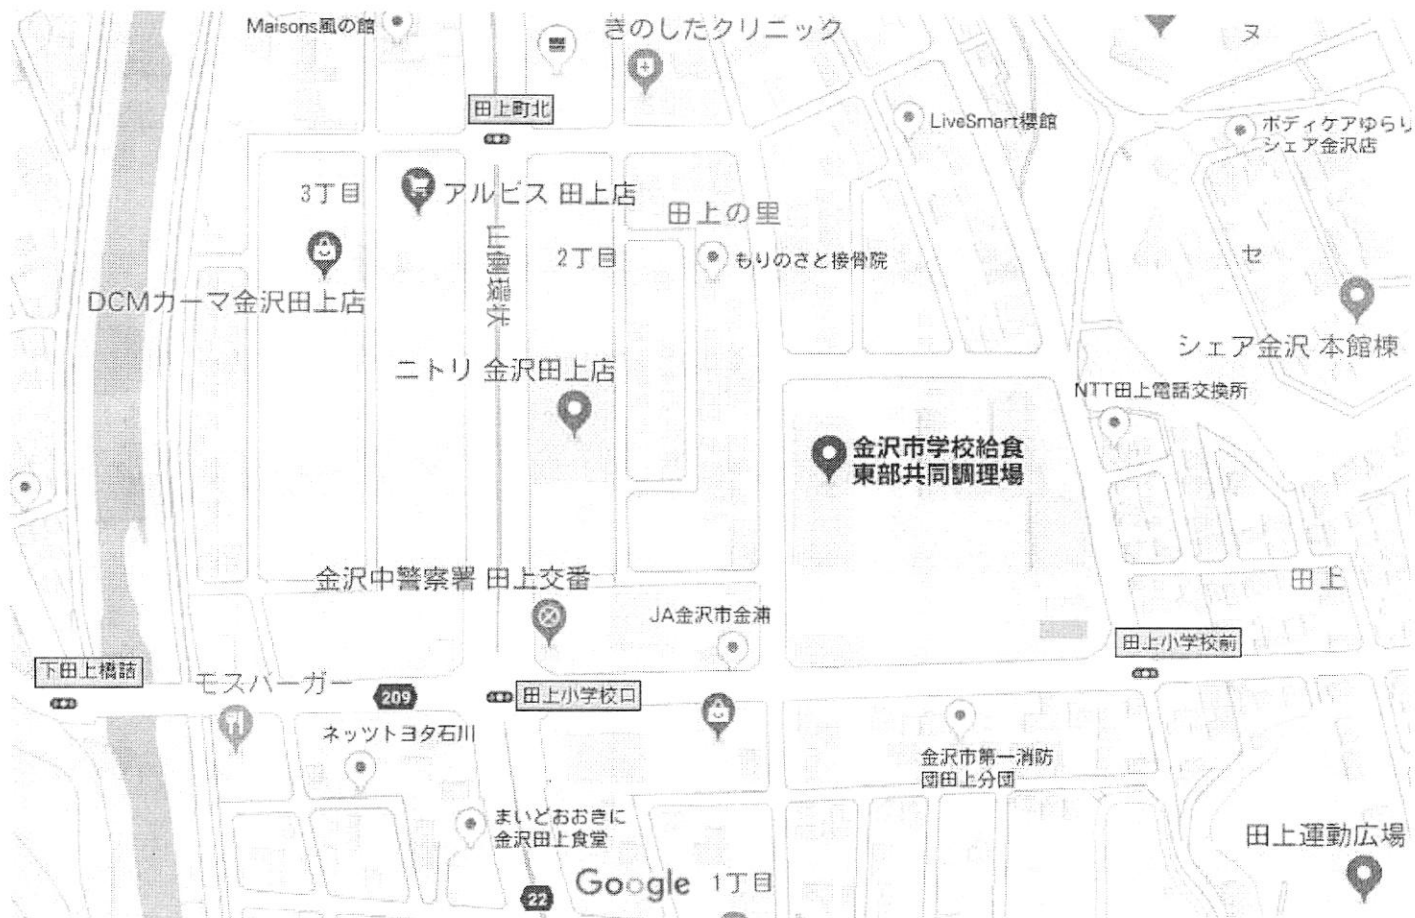 Maisons風の館
きのしたクリニック
ヌ
田上町北
LiveSmart櫻館
ボディケアゆらり
シェア金沢店
3丁目
アルビス 田上店
田上の里
山側環状
2丁目
もりのさと接骨院
セ
DCMカーマ金沢田上店
シェア金沢 本館棟
ニトリ 金沢田上店
NTT田上電話交換所
金沢市学校給食
東部共同調理場
金沢中警察署 田上交番
田上
JA金沢市金浦
田上小学校前
下田上橋詰
モスバーガー
209
田上小学校口
ネッツトヨタ石川
金沢市第一消防
団田上分団
まいどおおきに
金沢田上食堂
田上運動広場
22
Google
1丁目